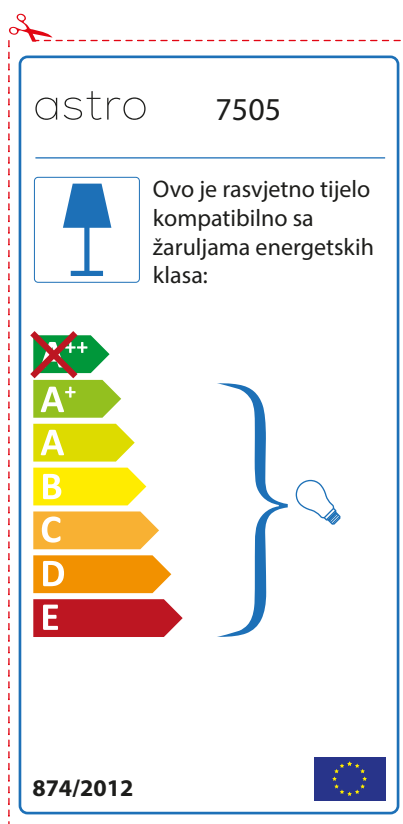 astro 7505
Ovo je rasvjetno tijelo
kompatibilno sa
žaruljama energetskih
klasa:
A++
A+
A
B
C
D
E
874/2012